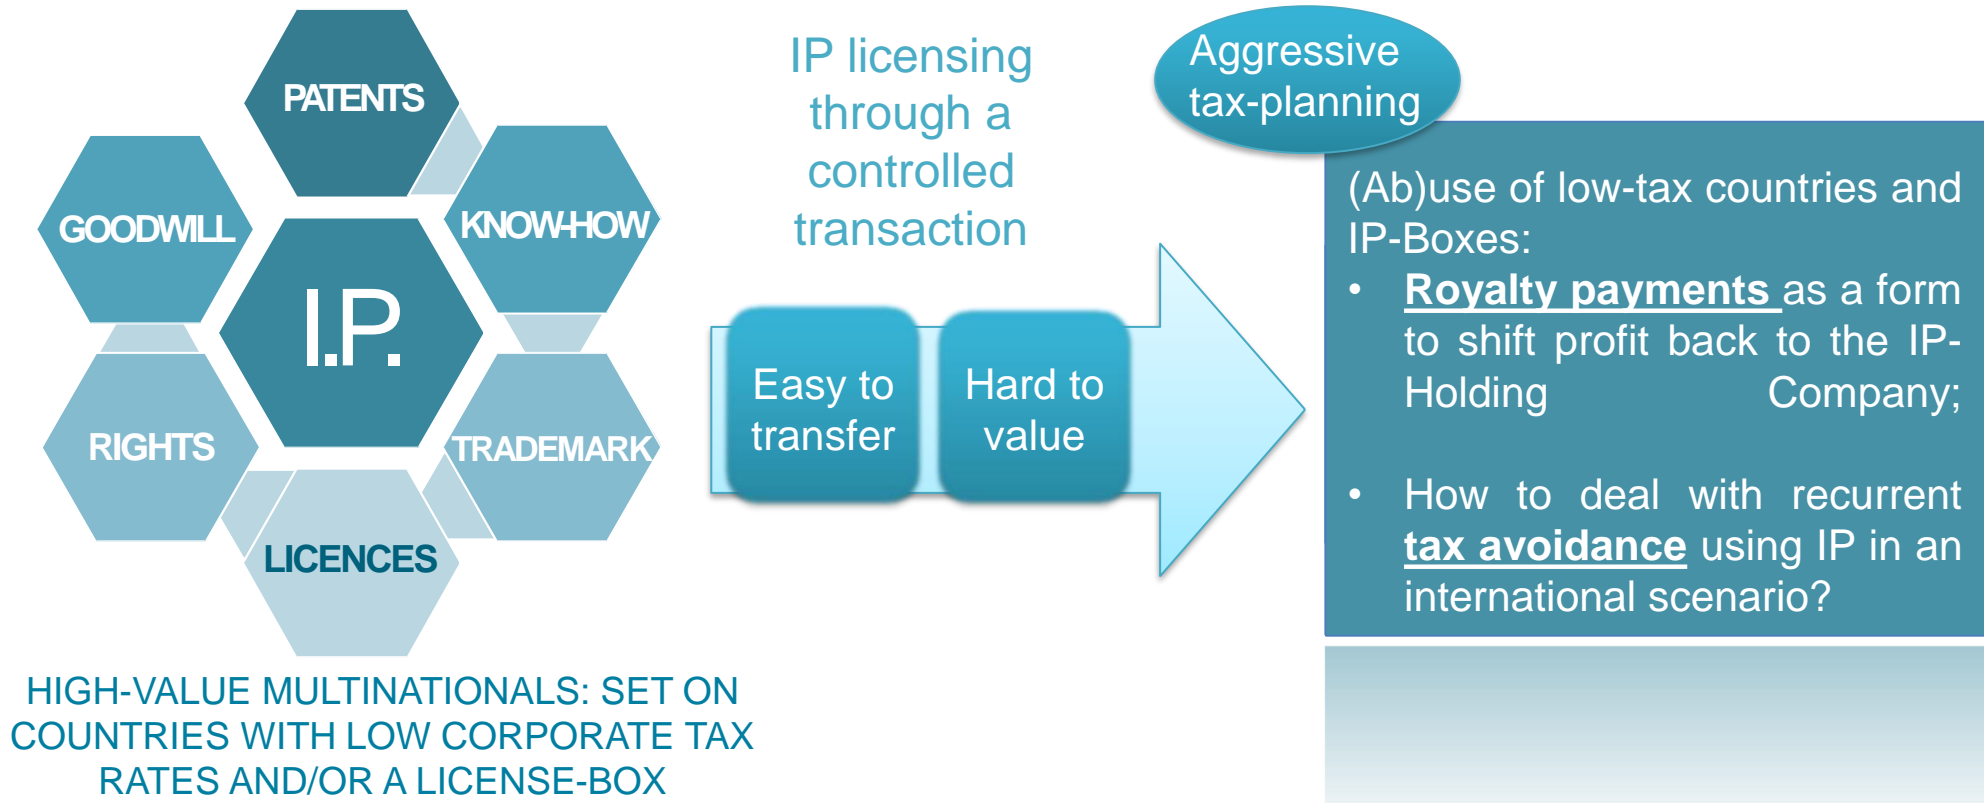 PATENTS
GOODWILL
KNOW-HOW
I.P.
RIGHTS
TRADEMARK
LICENCES
HIGH-VALUE MULTINATIONALS: SET ON
COUNTRIES WITH LOW CORPORATE TAX
RATES AND/OR A LICENSE-BOX
IP licensing
through a
controlled
transaction
Easy to
transfer
Hard to
value
Aggressive
tax-planning
(Ab)use of low-tax countries and
IP-Boxes:
• Royalty payments as a form
to shift profit back to the IP-
Holding Company;
• How to deal with recurrent
tax avoidance using IP in an
international scenario?